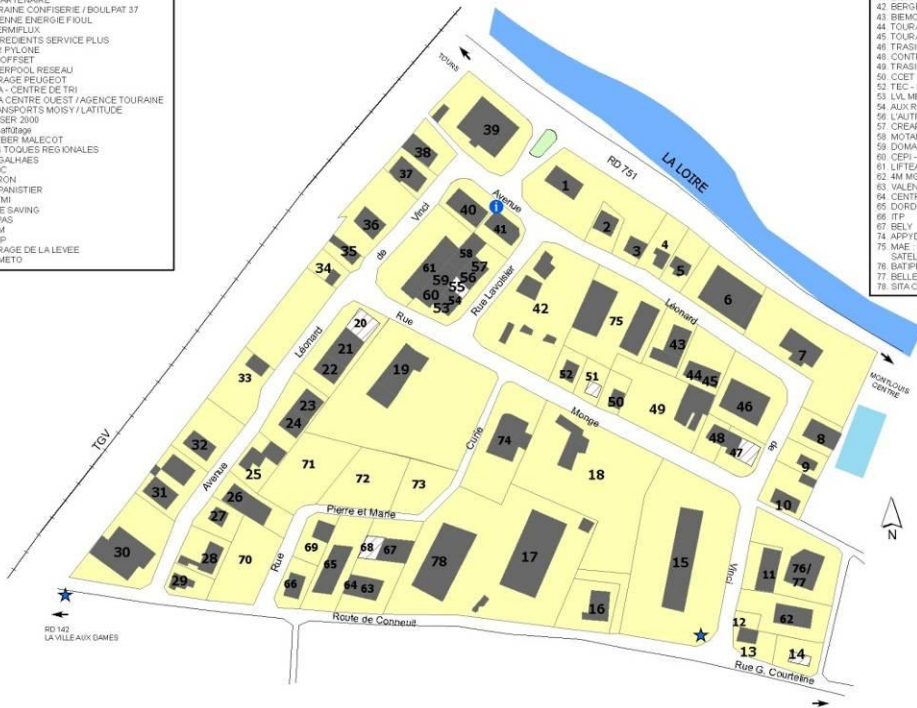 RAINE CONFISERIE / BOULPAT 37
ENNE ENERGIE FIOUL
ERMIFLUX
REDIENTS SERVICE PLUS
PYLONE
OFFSET
ERPOOL RESEAU
RAGE PEUGEOT
A - CENTRE DE TRI
A CENTRE OUEST / AGENCE TOURAINE
ANSPORTS MOISY / LATITUDE
SER 2000
affûtage
BER MALECOT
S TOQUES REGIONALES
GALHAES
C
RON
PANISTIER
MI
E SAVING
PAS
M
P
RAGE DE LA LEVEE
METO
42. BERGE
43. BIEMO
44. TOUR
45. TOUR
46. TRASI
48. CONTI
49. TRASI
50. CCET
52. TEC -
53. LVL ME
54. AUX R
56. L'AUTI
57. CREAP
58. MOTA
59. DOMA
60. CEPI -
61. LIFTE
62. 4M MG
63. VALEN
64. CENTR
65. DORD
66. ITP
67. BELY
74. APPYD
75. MAE
SATEL
76. BATIP
77. BELLE
78. SITA C
TOURS
LA LOIRE
RD 751
39
38
37
36
35
34
33
32
31
30
29
28
27
26
25
24
23
22
21
20
19
40
41
i
61
58
57
59
56
55
60
54
53
1
2
3
4
5
6
7
8
9
10
42
75
43
44
45
46
52
51
50
49
48
47
74
18
71
72
73
70
69
68
67
66
65
64
63
78
17
16
15
11
76/
77
62
12
13
14
Avenue
Léonard
de
Vinci
Avenue
Léonard
de
Vinci
Rue Lavoisier
Rue
Monge
Rue
Pierre et Marie
Curie
Route de Conneuil
Rue G. Courteline
TGV
MONTLOUIS
CENTRE
N
RD 142
LA VILLE AUX DAMES